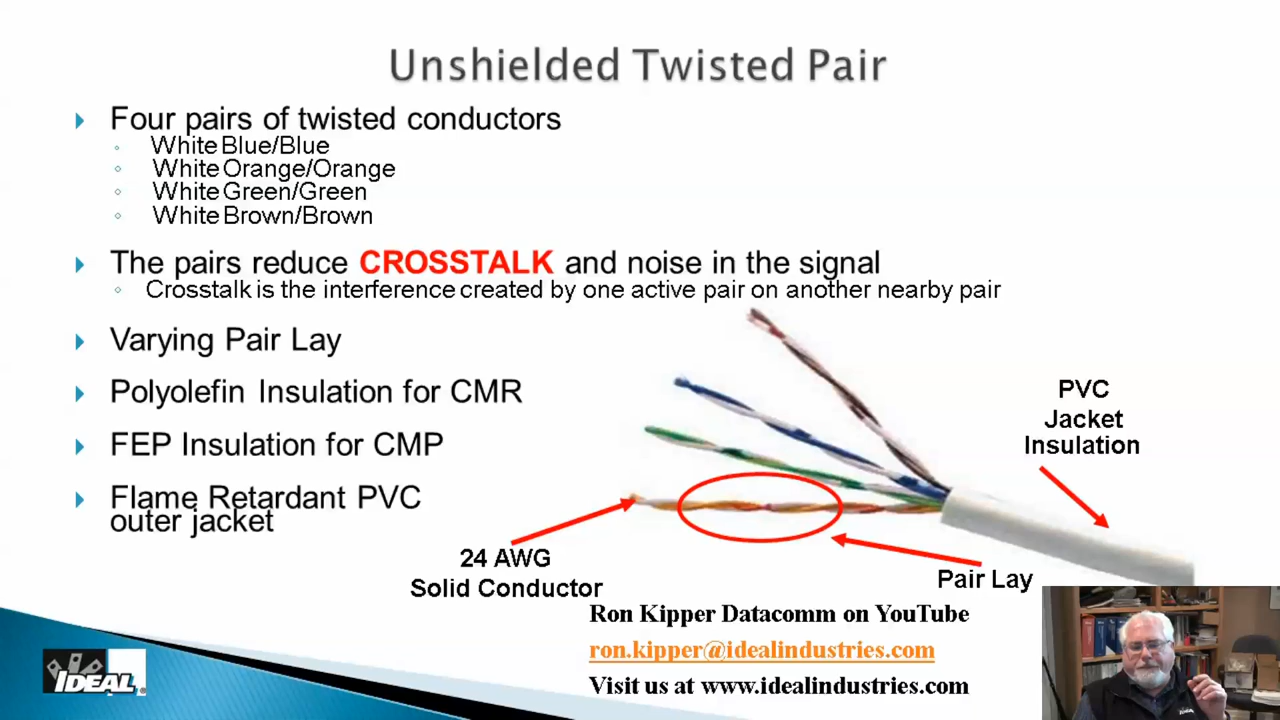 Unshielded Twisted Pair
Four pairs of twisted conductors
White Blue/Blue
White Orange/Orange
White Green/Green
White Brown/Brown
The pairs reduce CROSSTALK and noise in the signal
Crosstalk is the interference created by one active pair on another nearby pair
Varying Pair Lay
Polyolefin Insulation for CMR
FEP Insulation for CMP
Flame Retardant PVC
outer jacket
PVC
Jacket
Insulation
24 AWG
Solid Conductor
Pair Lay
Ron Kipper Datacomm on YouTube
ron.kipper@idealindustries.com
Visit us at www.idealindustries.com
IDEAL®